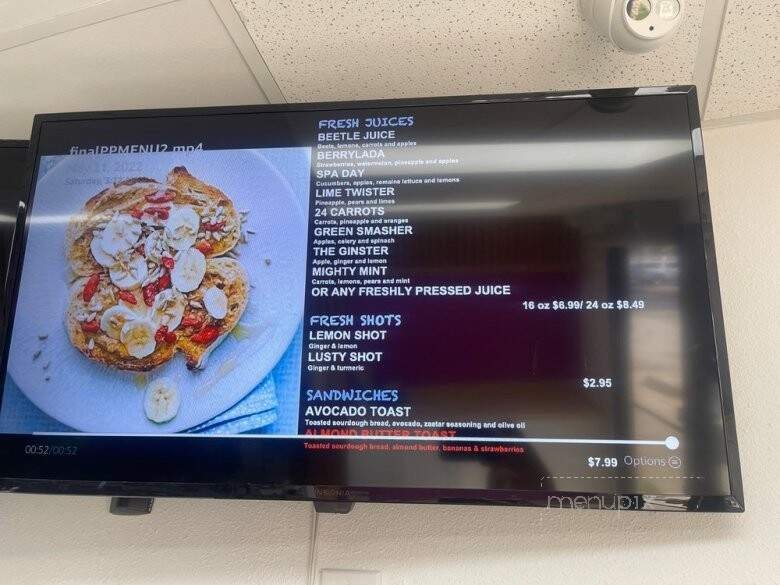 finalPPMENU2.mp4
FRESH JUICES
BEETLE JUICE
Beets, lemons, carrots and apples
BERRYLADA
Strawberries, watermelon, pineapple and apples
SPA DAY
Cucumbers, apples, romaine lettuce and lemons
LIME TWISTER
Pineapple, pears and limes
24 CARROTS
Carrots, pineapple and oranges
GREEN SMASHER
Apples, celery and spinach
THE GINSTER
Apple, ginger and lemon
MIGHTY MINT
Carrots, lemons, pears and mint
OR ANY FRESHLY PRESSED JUICE
16 oz $6.99/ 24 oz $8.49
FRESH SHOTS
LEMON SHOT
Ginger & lemon
LUSTY SHOT
Ginger & turmeric
$2.95
SANDWICHES
AVOCADO TOAST
Toasted sourdough bread, avocado, zaatar seasoning and olive oil
ALMOND BUTTER TOAST
Toasted sourdough bread, almond butter, bananas & strawberries
00:52/00:52
$7.99 Options
INSIGNIA
menupix